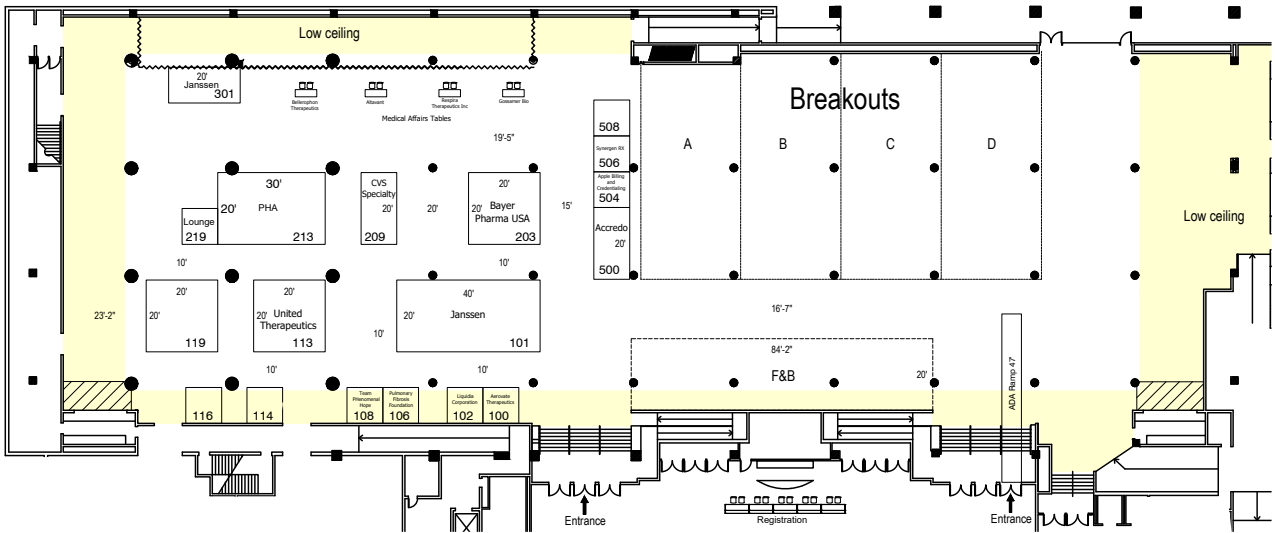 Low ceiling
20'
Janssen
301
Bellerophon
Therapeutics
Altavant
Respira
Therapeutics Inc
Gossamer Bio
Medical Affairs Tables
19'-5"
Breakouts
A
B
C
D
508
Synergen RX
506
Apple Billing
and
Credentialing
504
Accredo
20'
500
Low ceiling
30'
20'
PHA
213
Lounge
219
CVS
Specialty
20'
209
20'
20'
20'
Bayer
Pharma USA
203
15'
10'
10'
23'-2"
20'
20'
119
20'
20'
United
Therapeutics
113
10'
40'
20'
Janssen
101
16'-7"
84'-2"
F&B
20'
ADA Ramp 47
10'
10'
116
114
Team
PHenomenal
Hope
108
Pulmonary
Fibrosis
Foundation
106
Liquidia
Corporation
102
Aerovate
Therapeutics
100
Entrance
Registration
Entrance